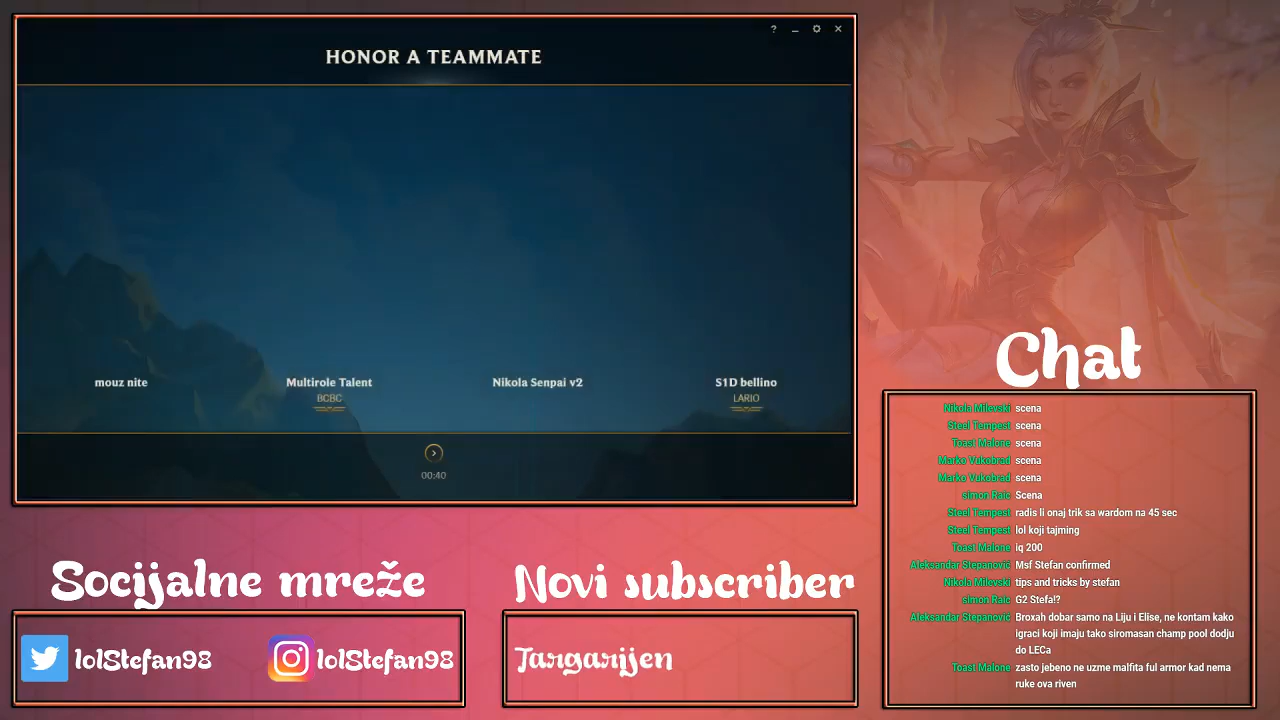 HONOR A TEAMMATE
mouz nite
Multirole Talent
BCBC
Nikola Senpai v2
S1D bellino
LARIO
00:40
Socijalne mreže
lolStefan98
lolStefan98
Novi subscriber
Targarijen
Chat
Nikola Milevski scena
Steel Tempest scena
Toast Malone scena
Marko Vukobrad scena
Marko Vukobrad scena
simon Raic Scena
Steel Tempest radis li onaj trik sa wardom na 45 sec
Steel Tempest lol koji tajming
Toast Malone iq 200
Aleksandar Stepanović Msf Stefan confirmed
Nikola Milevski tips and tricks by stefan
simon Raic G2 Stefa!?
Aleksandar Stepanović Broxah dobar samo na Liju i Elise, ne kontam kako
igraci koji imaju tako siromasan champ pool dodju
do LECa
Toast Malone zasto jebeno ne uzme malfita ful armor kad nema
ruke ova riven